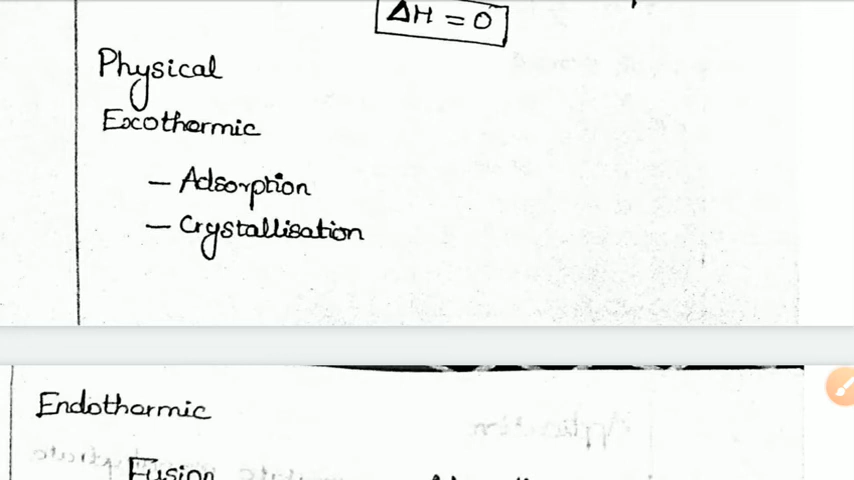 ΔH = 0
Physical
Exothermic
— Adsorption
— Crystallisation
Endothermic
Fusion